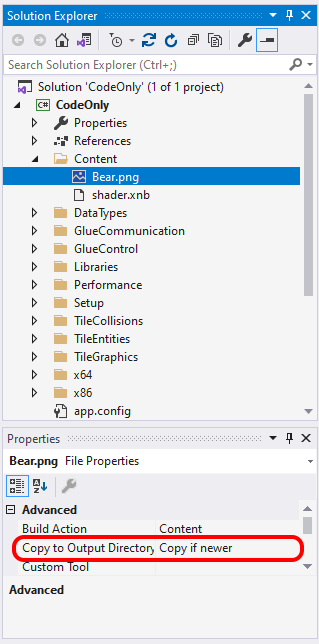 Solution Explorer
Search Solution Explorer (Ctrl+;)
Solution 'CodeOnly' (1 of 1 project)
C# CodeOnly
Properties
References
Content
Bear.png
shader.xnb
DataTypes
GlueCommunication
GlueControl
Libraries
Performance
Setup
TileCollisions
TileEntities
TileGraphics
x64
x86
app.config
Properties
Bear.png File Properties
Advanced
Build Action Content
Copy to Output Directory Copy if newer
Custom Tool
Advanced